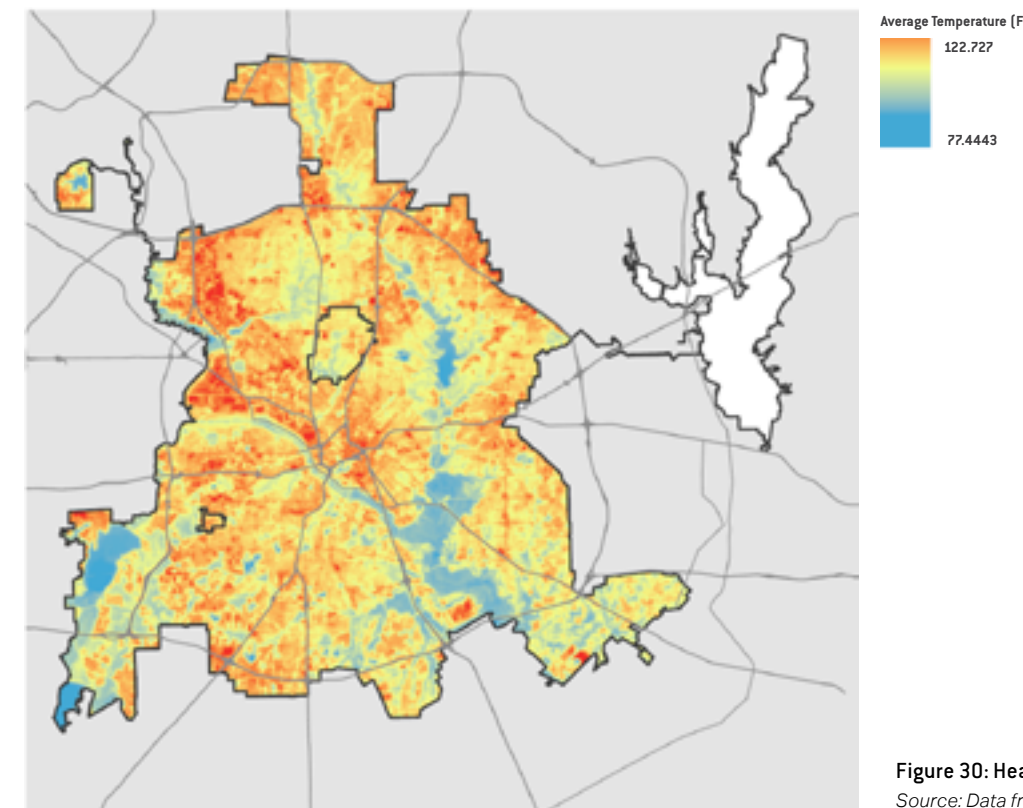 Average Temperature (F
122.727
77.4443
Figure 30: Hea
Source: Data fr